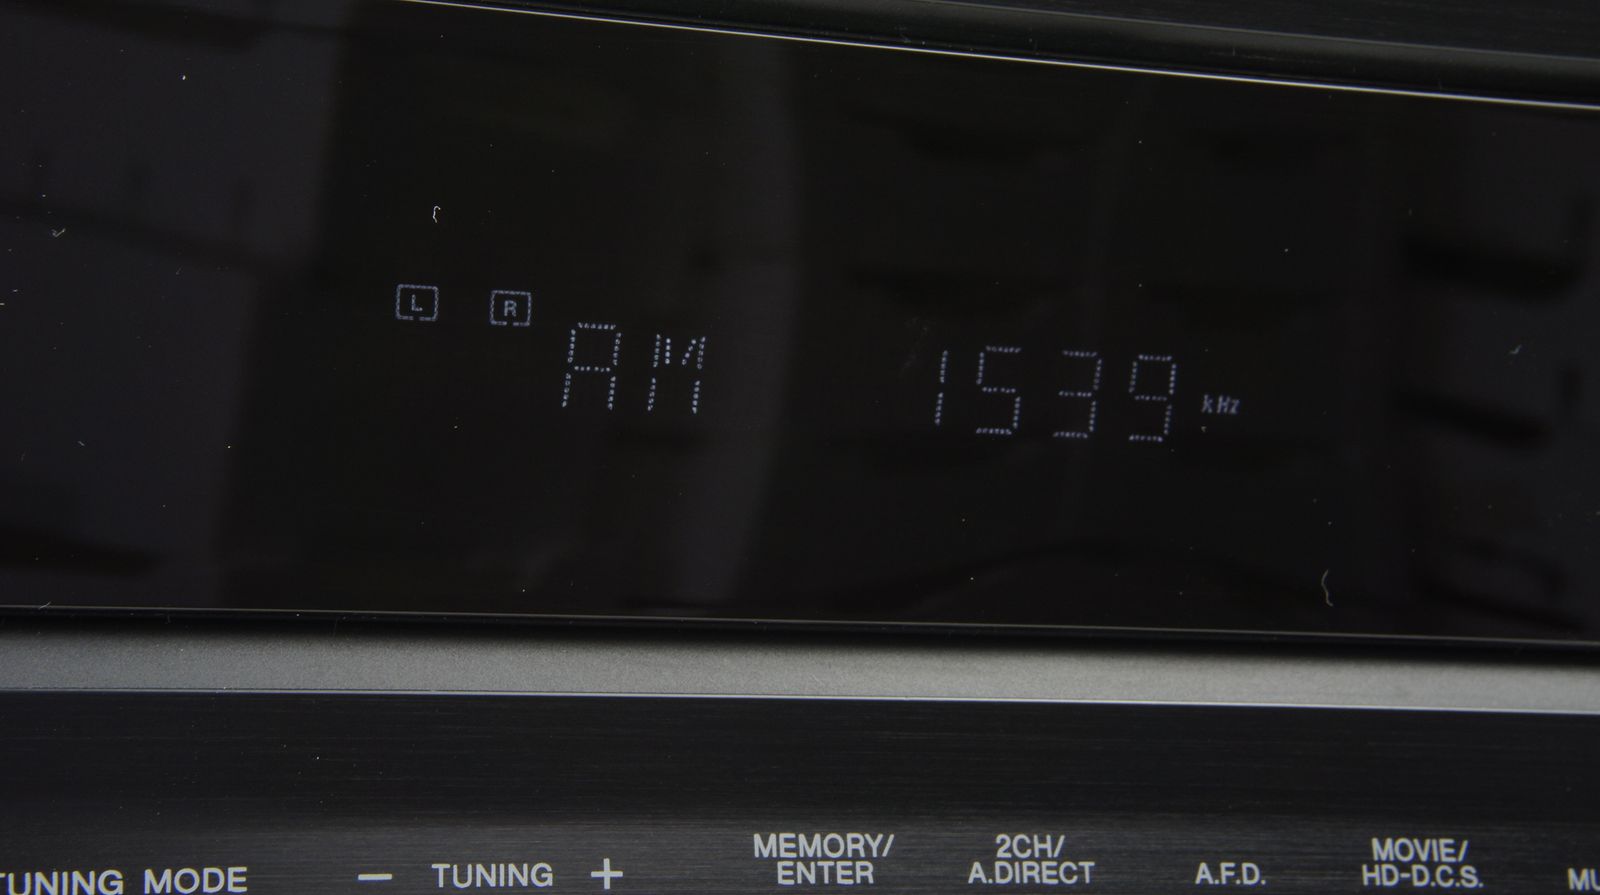 L R
AM 1539 kHz
TUNING MODE
− TUNING +
MEMORY/
ENTER
2CH/
A.DIRECT
A.F.D.
MOVIE/
HD-D.C.S.